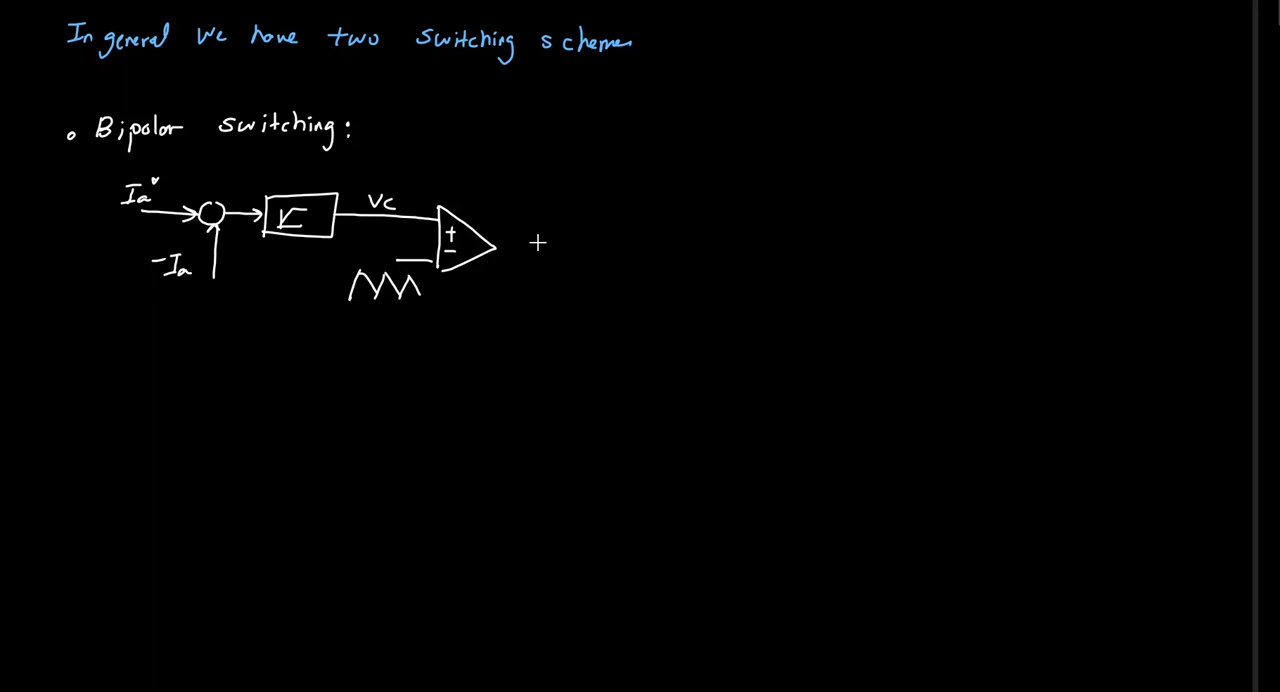 In general we have two switching schemes
• Bipolar switching:
Ia*
Vc
+
-
-Ia